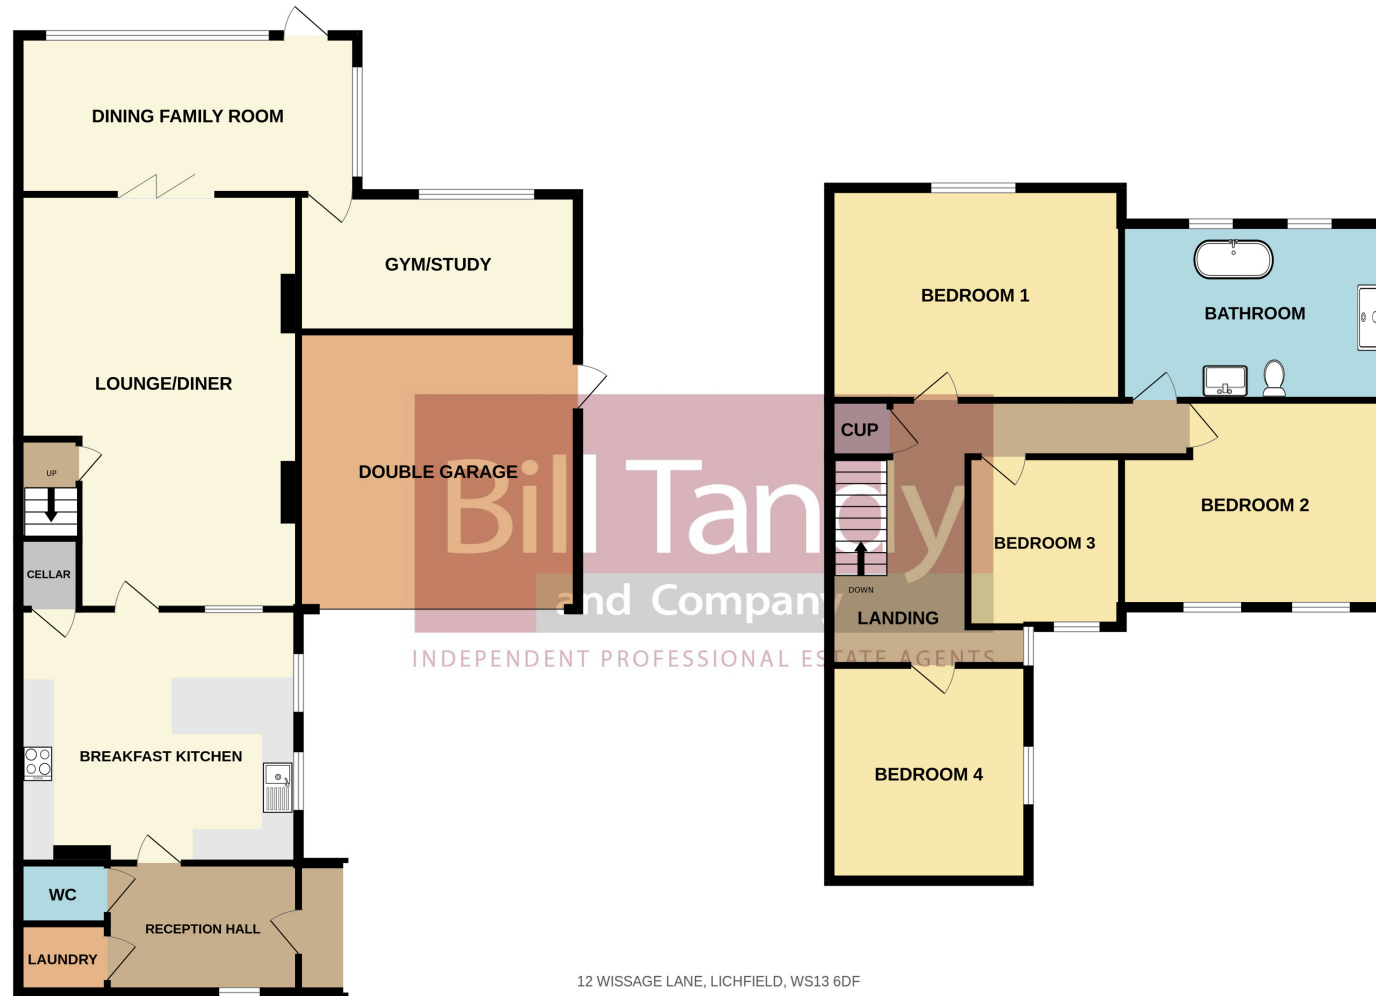 DINING FAMILY ROOM
GYM/STUDY
LOUNGE/DINER
DOUBLE GARAGE
UP
CELLAR
BREAKFAST KITCHEN
WC
RECEPTION HALL
LAUNDRY
BEDROOM 1
BATHROOM
CUP
BEDROOM 2
BEDROOM 3
DOWN
LANDING
BEDROOM 4
Bill Tandy
and Company
INDEPENDENT PROFESSIONAL ESTATE AGENTS
12 WISSAGE LANE, LICHFIELD, WS13 6DF